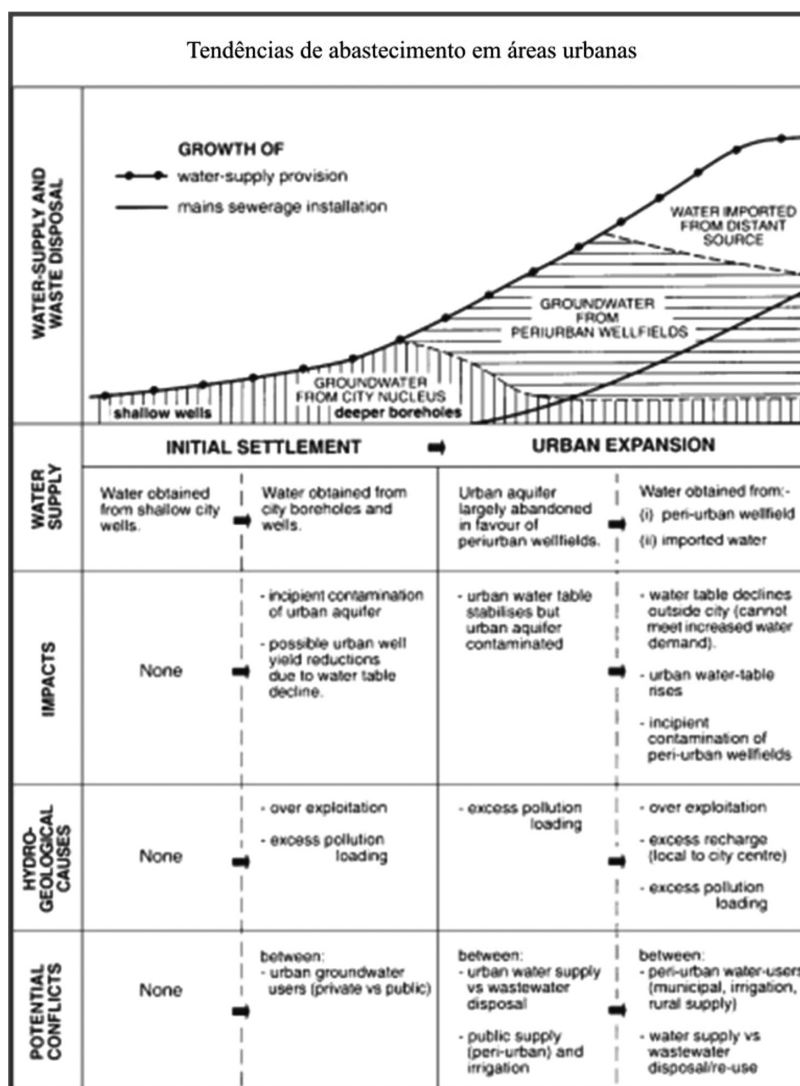 Tendências de abastecimento em áreas urbanas
WATER-SUPPLY AND
WASTE DISPOSAL
GROWTH OF
water-supply provision
mains sewerage installation
WATER IMPORTED
FROM DISTANT
SOURCE
GROUNDWATER
FROM
PERIURBAN WELLFIELDS
GROUNDWATER
FROM CITY NUCLEUS
shallow wells
deeper boreholes
INITIAL SETTLEMENT
URBAN EXPANSION
WATER
SUPPLY
Water obtained
from shallow city
wells.
Water obtained from
city boreholes and
wells.
Urban aquifer
largely abandoned
in favour of
periurban wellfields.
Water obtained from:-
(i) peri-urban wellfield
(ii) imported water
IMPACTS
None
- incipient contamination
of urban aquifer
- possible urban well
yield reductions
due to water table
decline.
- urban water table
stabilises but
urban aquifer
contaminated
- water table declines
outside city (cannot
meet increased water
demand).
- urban water-table
rises
- incipient
contamination of
peri-urban wellfields
HYDRO-
GEOLOGICAL
CAUSES
None
- over exploitation
- excess pollution
loading
- excess pollution
loading
- over exploitation
- excess recharge
(local to city centre)
- excess pollution
loading
POTENTIAL
CONFLICTS
None
between:
- urban groundwater
users (private vs public)
between:
- urban water supply
vs wastewater
disposal
- public supply
(peri-urban) and
irrigation
between:
- peri-urban water-users
(municipal, irrigation,
rural supply)
- water supply vs
wastewater
disposal/re-use